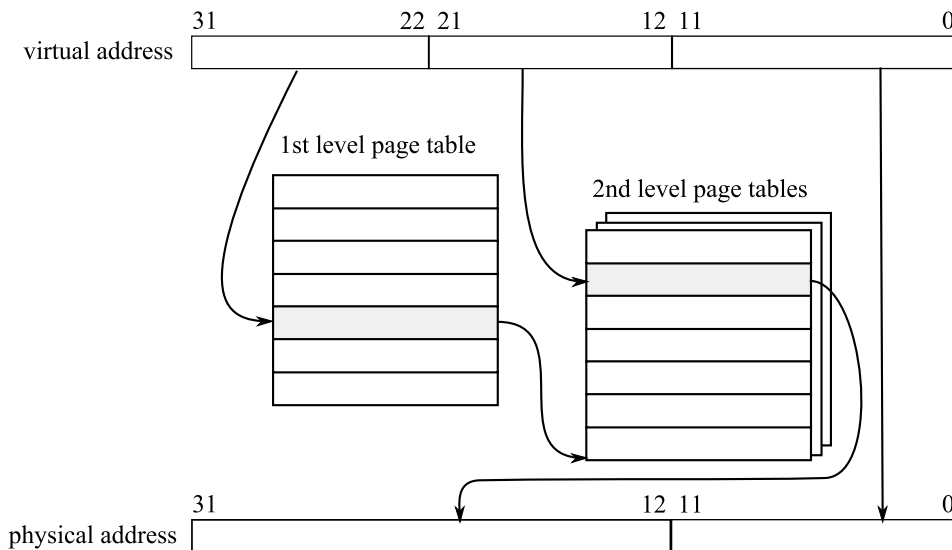 31 22 21 12 11 0
virtual address
1st level page table
2nd level page tables
31 12 11 0
physical address